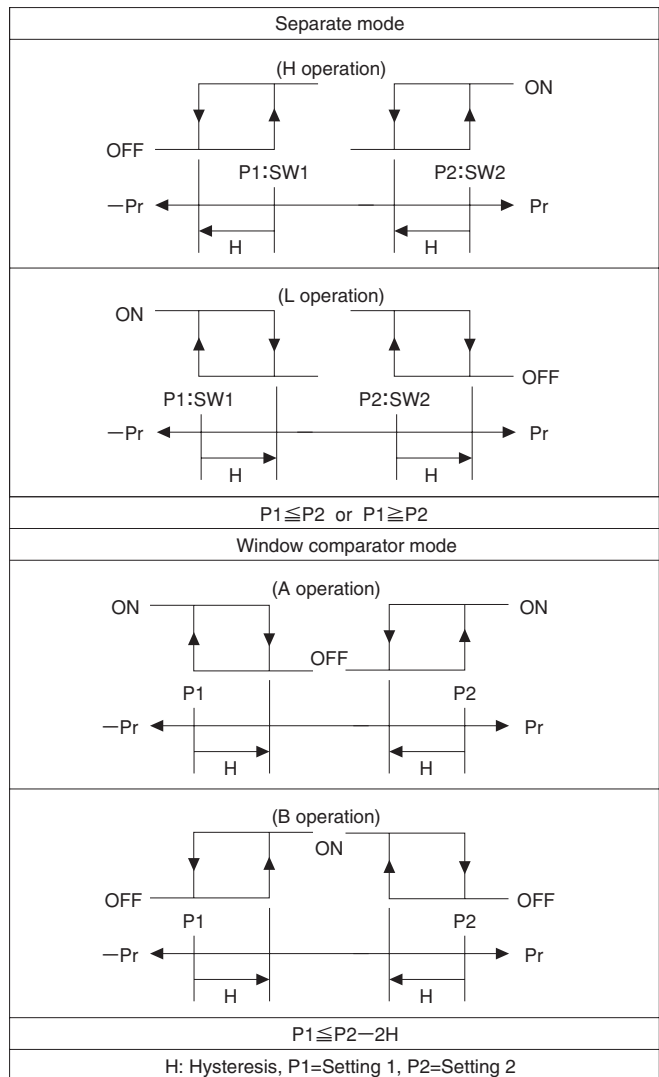 Separate mode
(H operation)
ON
OFF
P1:SW1 P2:SW2
—Pr Pr
H H
(L operation)
ON
OFF
P1:SW1 P2:SW2
—Pr Pr
H H
P1≦P2 or P1≧P2
Window comparator mode
(A operation)
ON ON
OFF
P1 P2
—Pr Pr
H H
(B operation)
ON
OFF OFF
P1 P2
—Pr Pr
H H
P1≦P2—2H
H: Hysteresis, P1=Setting 1, P2=Setting 2